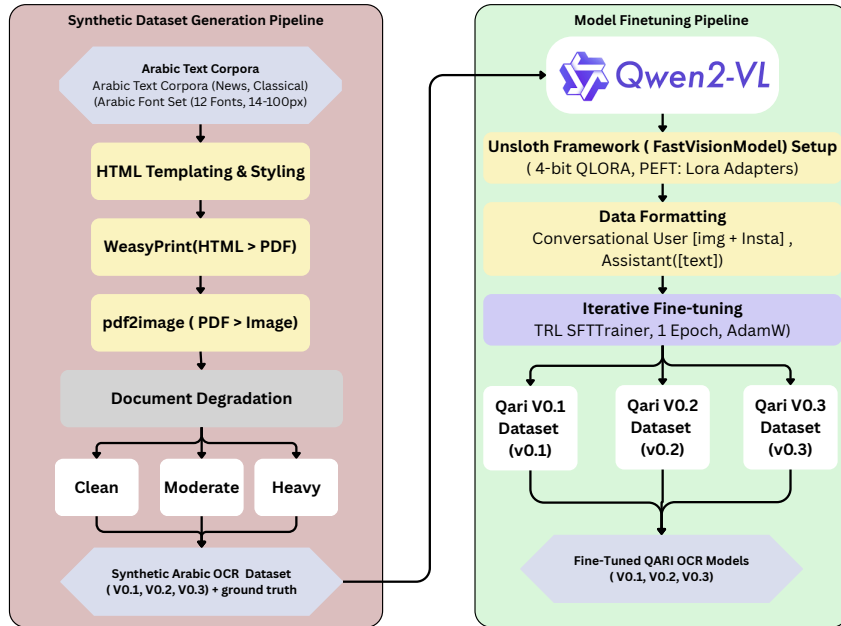 Synthetic Dataset Generation Pipeline
Arabic Text Corpora
Arabic Text Corpora (News, Classical)
(Arabic Font Set (12 Fonts, 14-100px)
HTML Templating & Styling
WeasyPrint(HTML > PDF)
pdf2image ( PDF > Image)
Document Degradation
Clean
Moderate
Heavy
Synthetic Arabic OCR Dataset
( V0.1, V0.2, V0.3) + ground truth
Model Finetuning Pipeline
Qwen2-VL
Unsloth Framework ( FastVisionModel) Setup
( 4-bit QLORA, PEFT: Lora Adapters)
Data Formatting
Conversational User [img + Insta] ,
Assistant([text])
Iterative Fine-tuning
TRL SFTTrainer, 1 Epoch, AdamW)
Qari V0.1
Dataset
(v0.1)
Qari V0.2
Dataset
(v0.2)
Qari V0.3
Dataset
(v0.3)
Fine-Tuned QARI OCR Models
( V0.1, V0.2, V0.3)